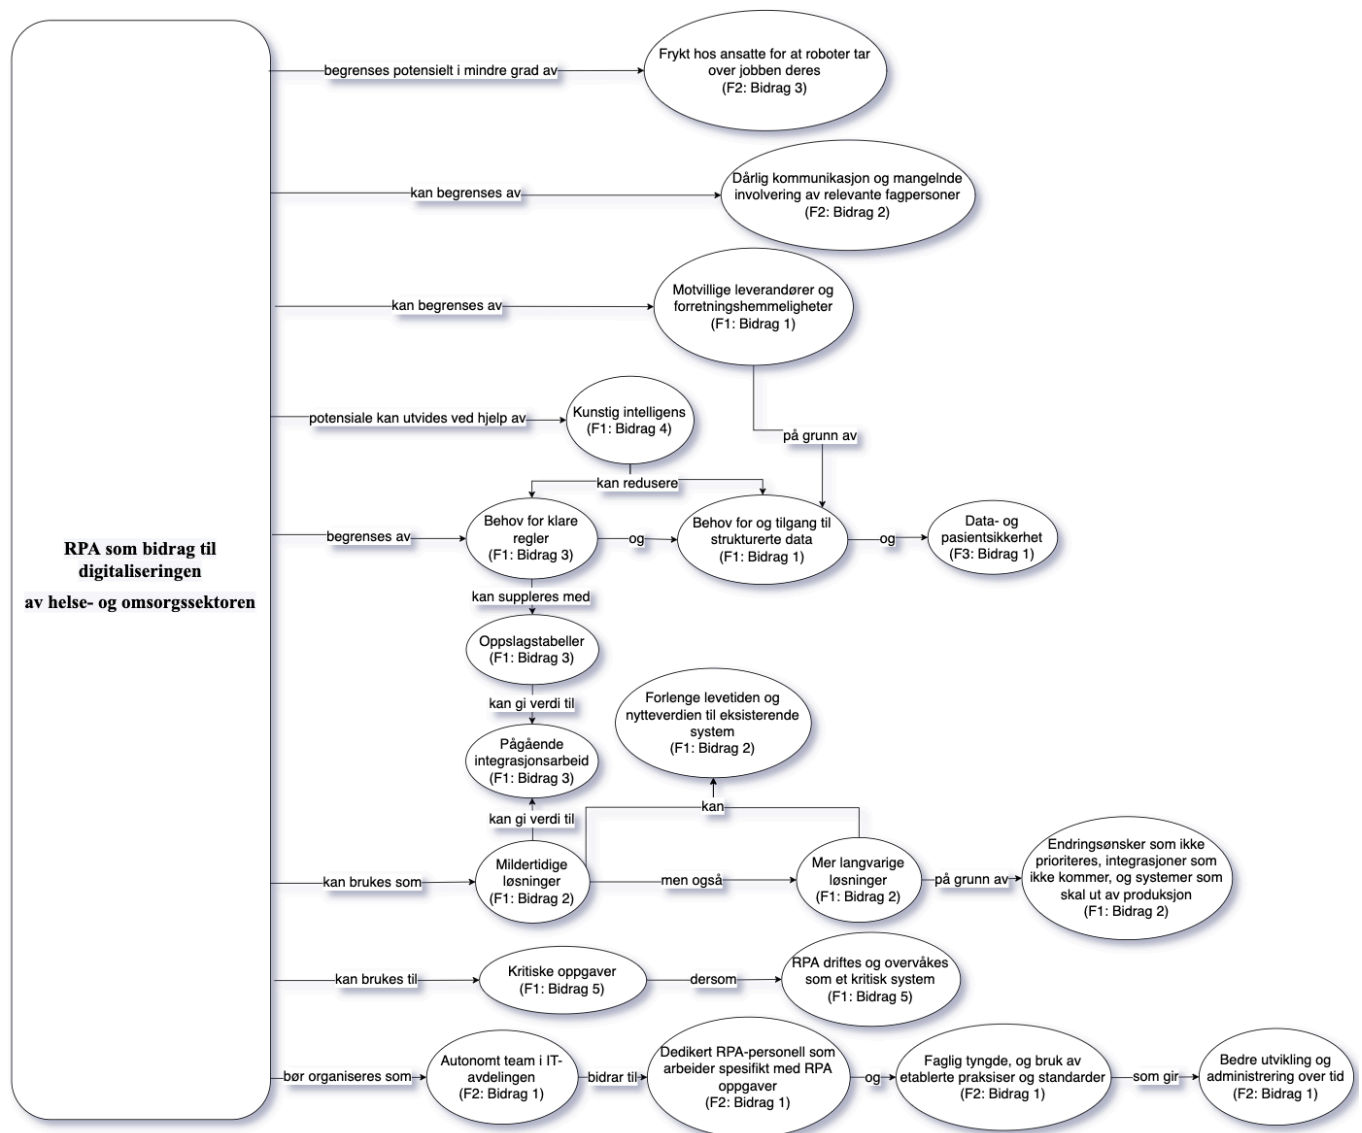 RPA som bidrag til
digitaliseringen
av helse- og omsorgssektoren
begrenses potensielt i mindre grad av
Frykt hos ansatte for at roboter tar
over jobben deres
(F2: Bidrag 3)
kan begrenses av
Dårlig kommunikasjon og mangelnde
involvering av relevante fagpersoner
(F2: Bidrag 2)
kan begrenses av
Motvillige leverandører og
forretningshemmeligheter
(F1: Bidrag 1)
på grunn av
potensiale kan utvides ved hjelp av
Kunstig intelligens
(F1: Bidrag 4)
kan redusere
begrenses av
Behov for klare
regler
(F1: Bidrag 3)
og
Behov for og tilgang til
strukturerte data
(F1: Bidrag 1)
og
Data- og
pasientsikkerhet
(F3: Bidrag 1)
kan suppleres med
Oppslagstabeller
(F1: Bidrag 3)
kan gi verdi til
Pågående
integrasjonsarbeid
(F1: Bidrag 3)
kan gi verdi til
Forlenge levetiden og
nytteverdien til eksisterende
system
(F1: Bidrag 2)
kan
kan brukes som
Mildertidige
løsninger
(F1: Bidrag 2)
men også
Mer langvarige
løsninger
(F1: Bidrag 2)
på grunn av
Endringsønsker som ikke
prioriteres, integrasjoner som
ikke kommer, og systemer som
skal ut av produksjon
(F1: Bidrag 2)
kan brukes til
Kritiske oppgaver
(F1: Bidrag 5)
dersom
RPA driftes og overvåkes
som et kritisk system
(F1: Bidrag 5)
bør organiseres som
Autonomt team i IT-
avdelingen
(F2: Bidrag 1)
bidrar til
Dedikert RPA-personell som
arbeider spesifikt med RPA
oppgaver
(F2: Bidrag 1)
og
Faglig tyngde, og bruk av
etablerte praksiser og standarder
(F2: Bidrag 1)
som gir
Bedre utvikling og
administrering over tid
(F2: Bidrag 1)